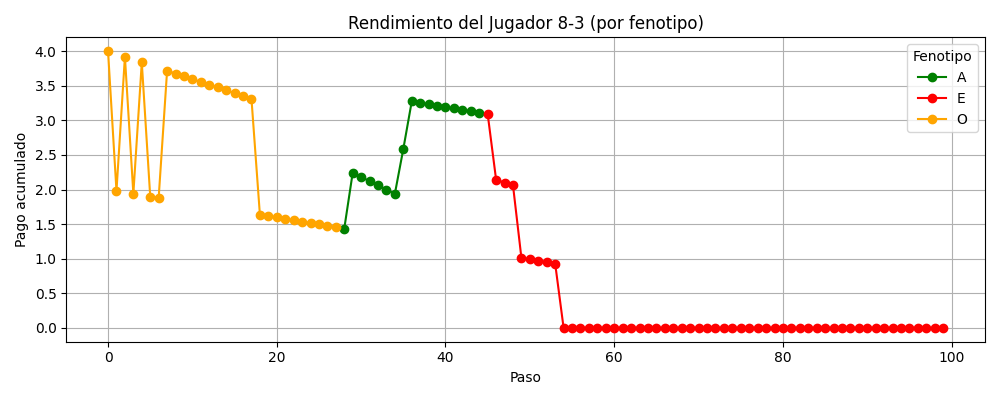 Rendimiento del Jugador 8-3 (por fenotipo)
Pago acumulado
4.0
3.5
3.0
2.5
2.0
1.5
1.0
0.5
0.0
Fenotipo
A
E
O
0
20
40
60
80
100
Paso